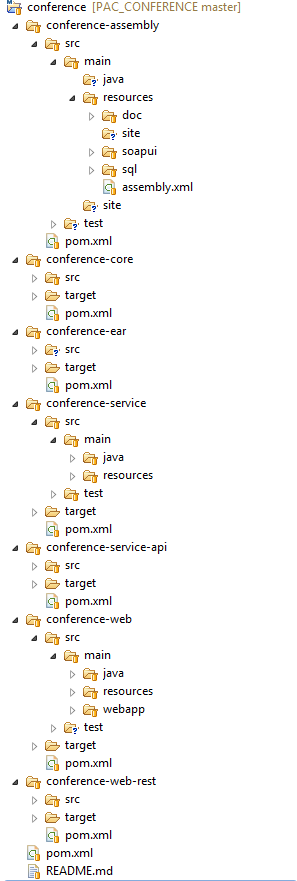 conference [PAC_CONFERENCE master]
conference-assembly
src
main
java
resources
doc
site
soapui
sql
assembly.xml
site
test
pom.xml
conference-core
src
target
pom.xml
conference-ear
src
target
pom.xml
conference-service
src
main
java
resources
test
target
pom.xml
conference-service-api
src
target
pom.xml
conference-web
src
main
java
resources
webapp
test
target
pom.xml
conference-web-rest
src
target
pom.xml
pom.xml
README.md